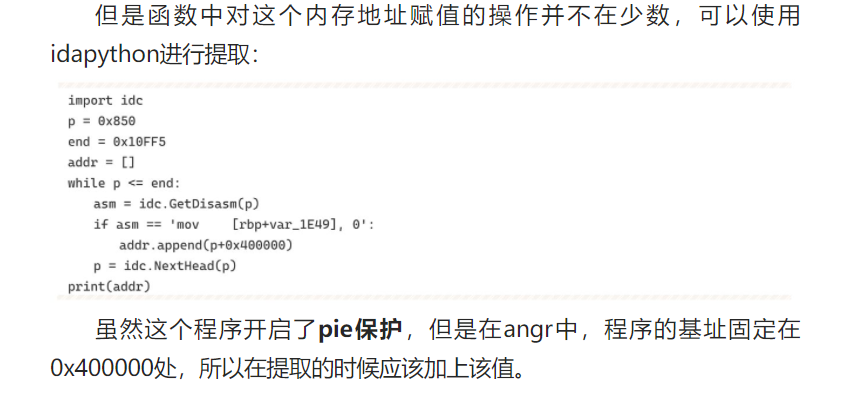 但是函数中对这个内存地址赋值的操作并不在少数，可以使用
idapython进行提取：
import idc
p = 0x850
end = 0x10FF5
addr = []
while p <= end:
    asm = idc.GetDisasm(p)
    if asm == 'mov     [rbp+var_1E49], 0':
        addr.append(p+0x400000)
    p = idc.NextHead(p)
print(addr)
虽然这个程序开启了pie保护，但是在angr中，程序的基址固定在
0x400000处，所以在提取的时候应该加上该值。